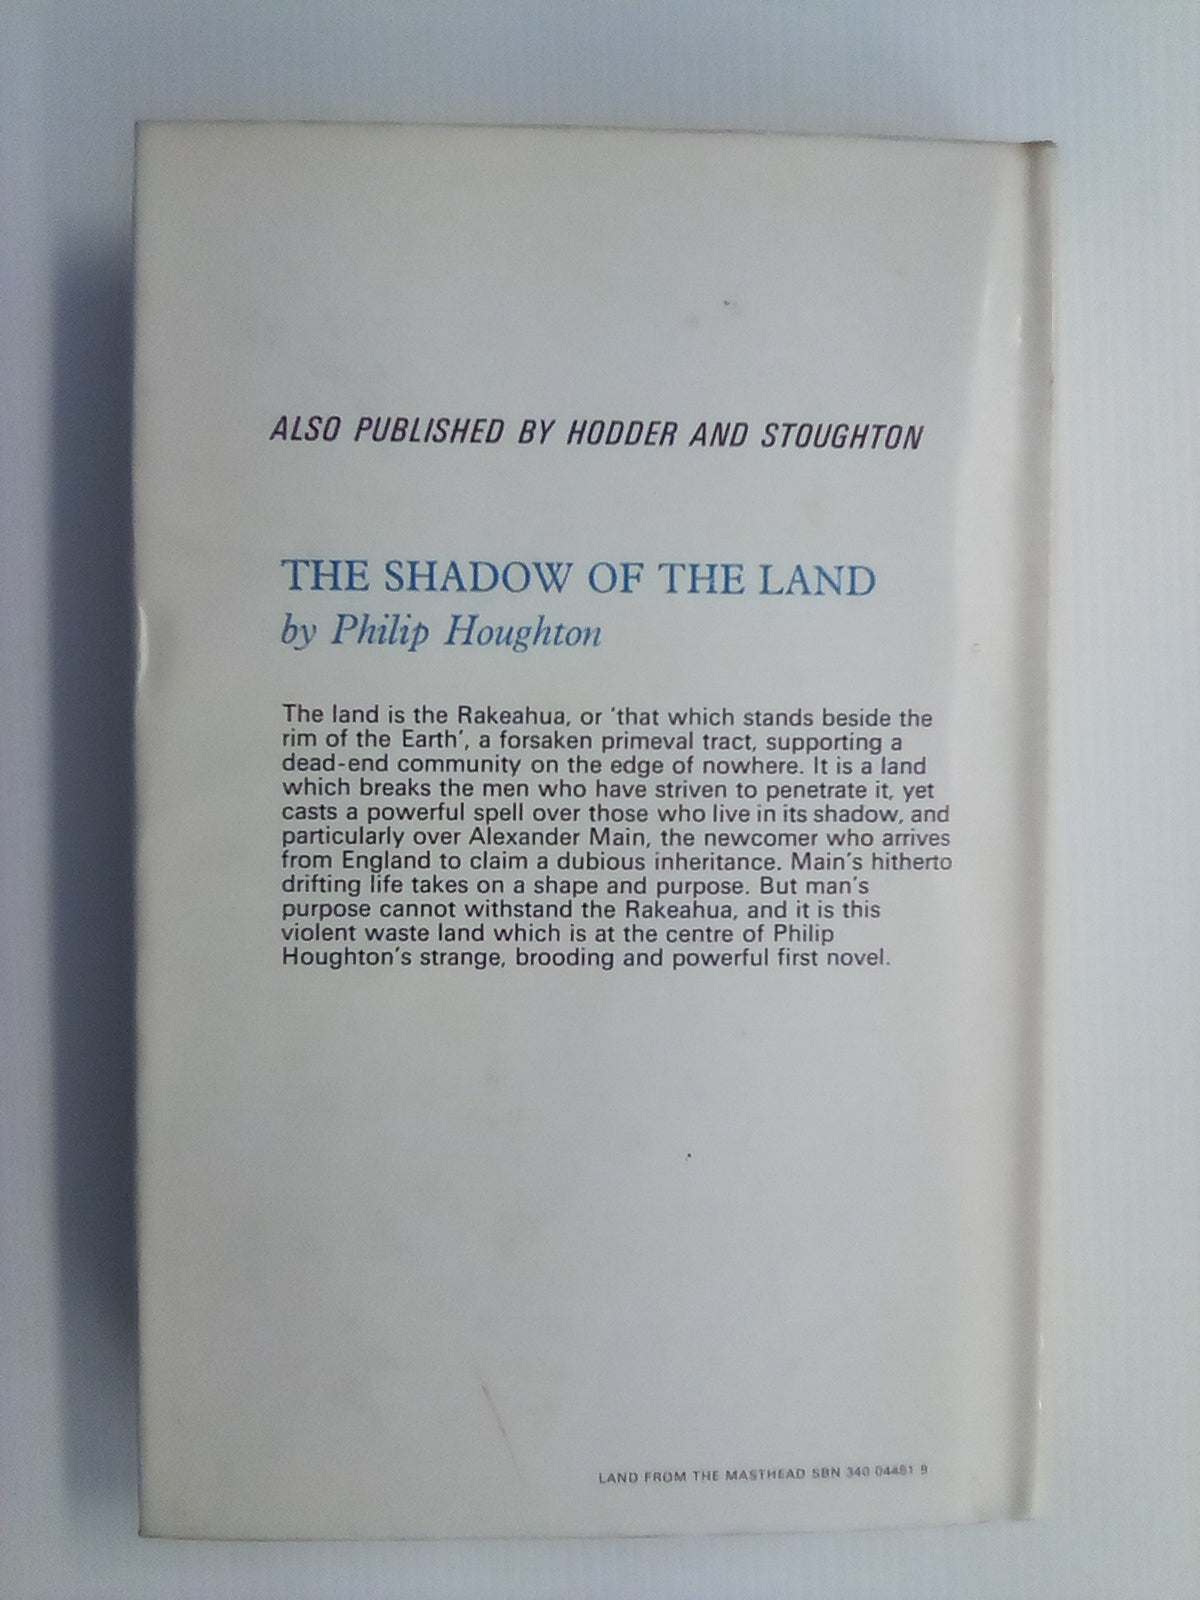 ALSO PUBLISHED BY HODDER AND STOUGHTON
THE SHADOW OF THE LAND
by Philip Houghton
The land is the Rakeahua, or 'that which stands beside the
rim of the Earth', a forsaken primeval tract, supporting a
dead-end community on the edge of nowhere. It is a land
which breaks the men who have striven to penetrate it, yet
casts a powerful spell over those who live in its shadow, and
particularly over Alexander Main, the newcomer who arrives
from England to claim a dubious inheritance. Main's hitherto
drifting life takes on a shape and purpose. But man's
purpose cannot withstand the Rakeahua, and it is this
violent waste land which is at the centre of Philip
Houghton's strange, brooding and powerful first novel.
LAND FROM THE MASTHEAD SBN 340